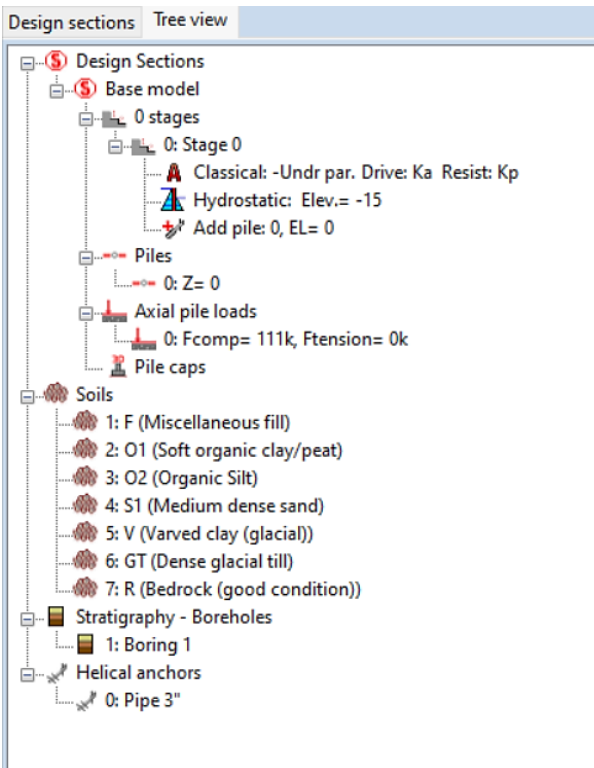 Design sections Tree view
Design Sections
Base model
0 stages
0: Stage 0
Classical: -Undr par. Drive: Ka Resist: Kp
Hydrostatic: Elev.= -15
Add pile: 0, EL= 0
Piles
0: Z= 0
Axial pile loads
0: Fcomp= 111k, Ftension= 0k
Pile caps
Soils
1: F (Miscellaneous fill)
2: O1 (Soft organic clay/peat)
3: O2 (Organic Silt)
4: S1 (Medium dense sand)
5: V (Varved clay (glacial))
6: GT (Dense glacial till)
7: R (Bedrock (good condition))
Stratigraphy - Boreholes
1: Boring 1
Helical anchors
0: Pipe 3"